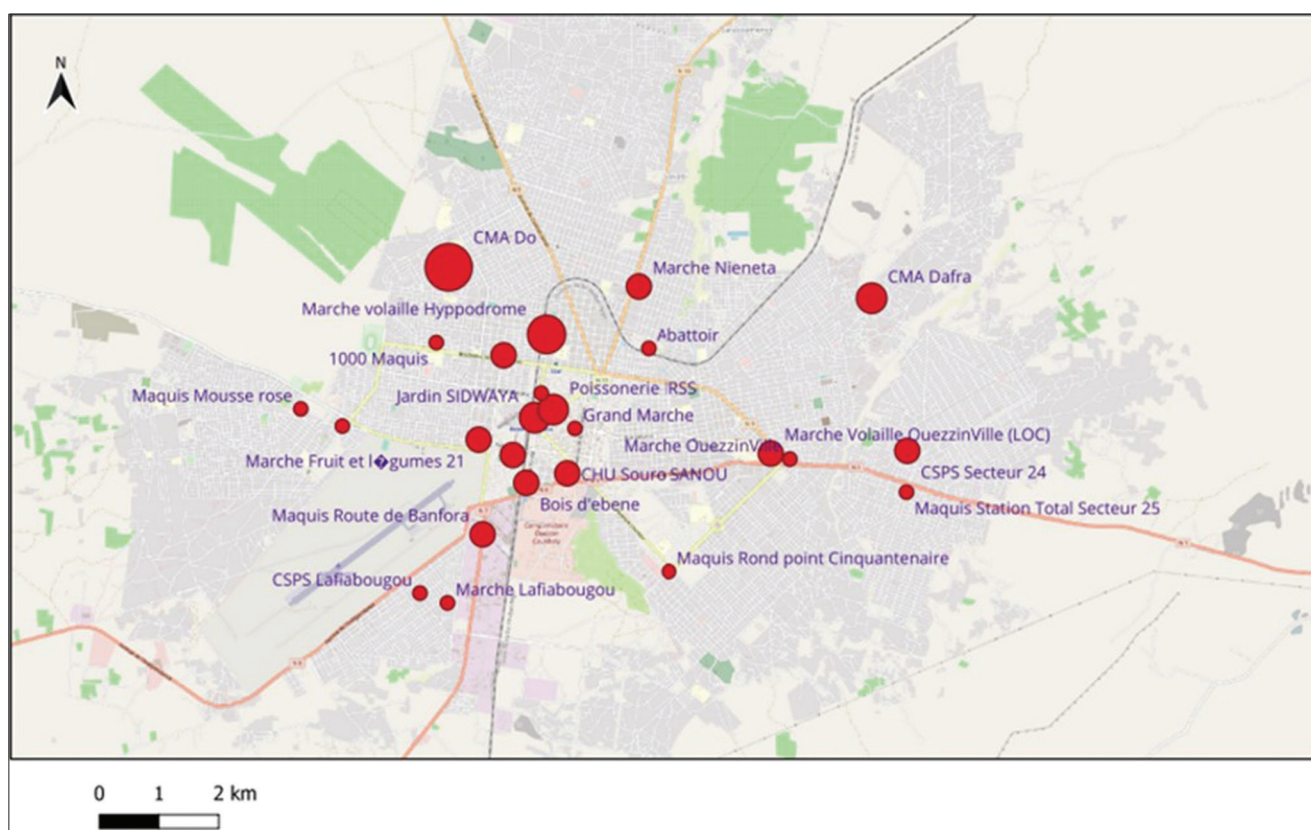 N
CMA Do
Marche Nieneta
CMA Dafra
Marche volaille Hyppodrome
Abattoir
1000 Maquis
Maquis Mousse rose
Jardin SIDWAYA
Poissonerie IRSS
Grand Marche
Marche OuezzinVille
Marche Volaille OuezzinVille (LOC)
Marche Fruit et l�gumes 21
CHU Souro SANOU
CSPS Secteur 24
Bois d'ebene
Maquis Station Total Secteur 25
Maquis Route de Banfora
Maquis Rond point Cinquantenaire
CSPS Lafiabougou
Marche Lafiabougou
0 1 2 km